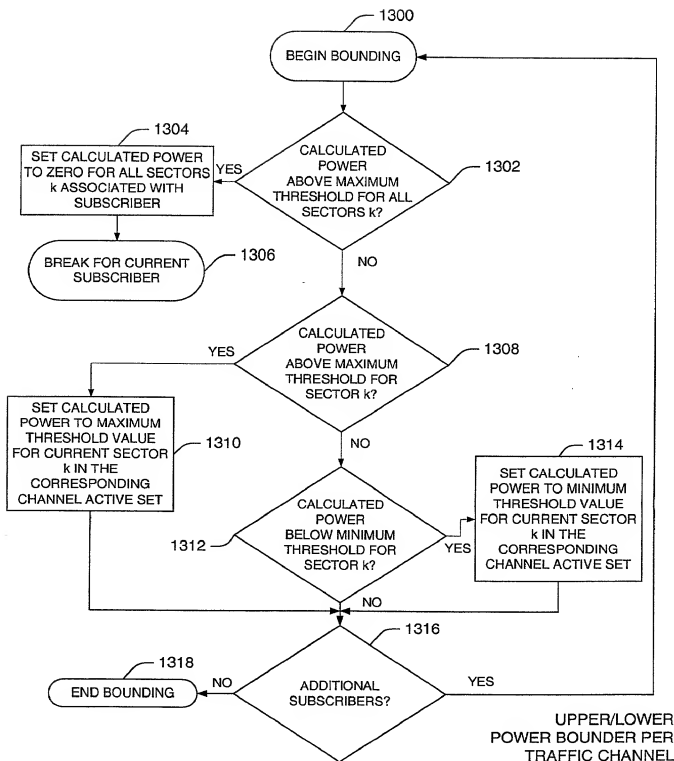 1300
BEGIN BOUNDING
1304
SET CALCULATED POWER
TO ZERO FOR ALL SECTORS
k ASSOCIATED WITH
SUBSCRIBER
YES
CALCULATED
POWER
ABOVE MAXIMUM
THRESHOLD FOR ALL
SECTORS k?
1302
BREAK FOR CURRENT
SUBSCRIBER
1306
NO
CALCULATED
POWER
ABOVE MAXIMUM
THRESHOLD FOR
SECTOR k?
1308
YES
SET CALCULATED
POWER TO MAXIMUM
THRESHOLD VALUE
FOR CURRENT SECTOR
k IN THE
CORRESPONDING
CHANNEL ACTIVE SET
1310
NO
1314
SET CALCULATED
POWER TO MINIMUM
THRESHOLD VALUE
FOR CURRENT SECTOR
k IN THE
CORRESPONDING
CHANNEL ACTIVE SET
CALCULATED
POWER
BELOW MINIMUM
THRESHOLD FOR
SECTOR k?
1312
YES
NO
1316
ADDITIONAL
SUBSCRIBERS?
1318
END BOUNDING
NO
YES
UPPER/LOWER
POWER BOUNDER PER
TRAFFIC CHANNEL